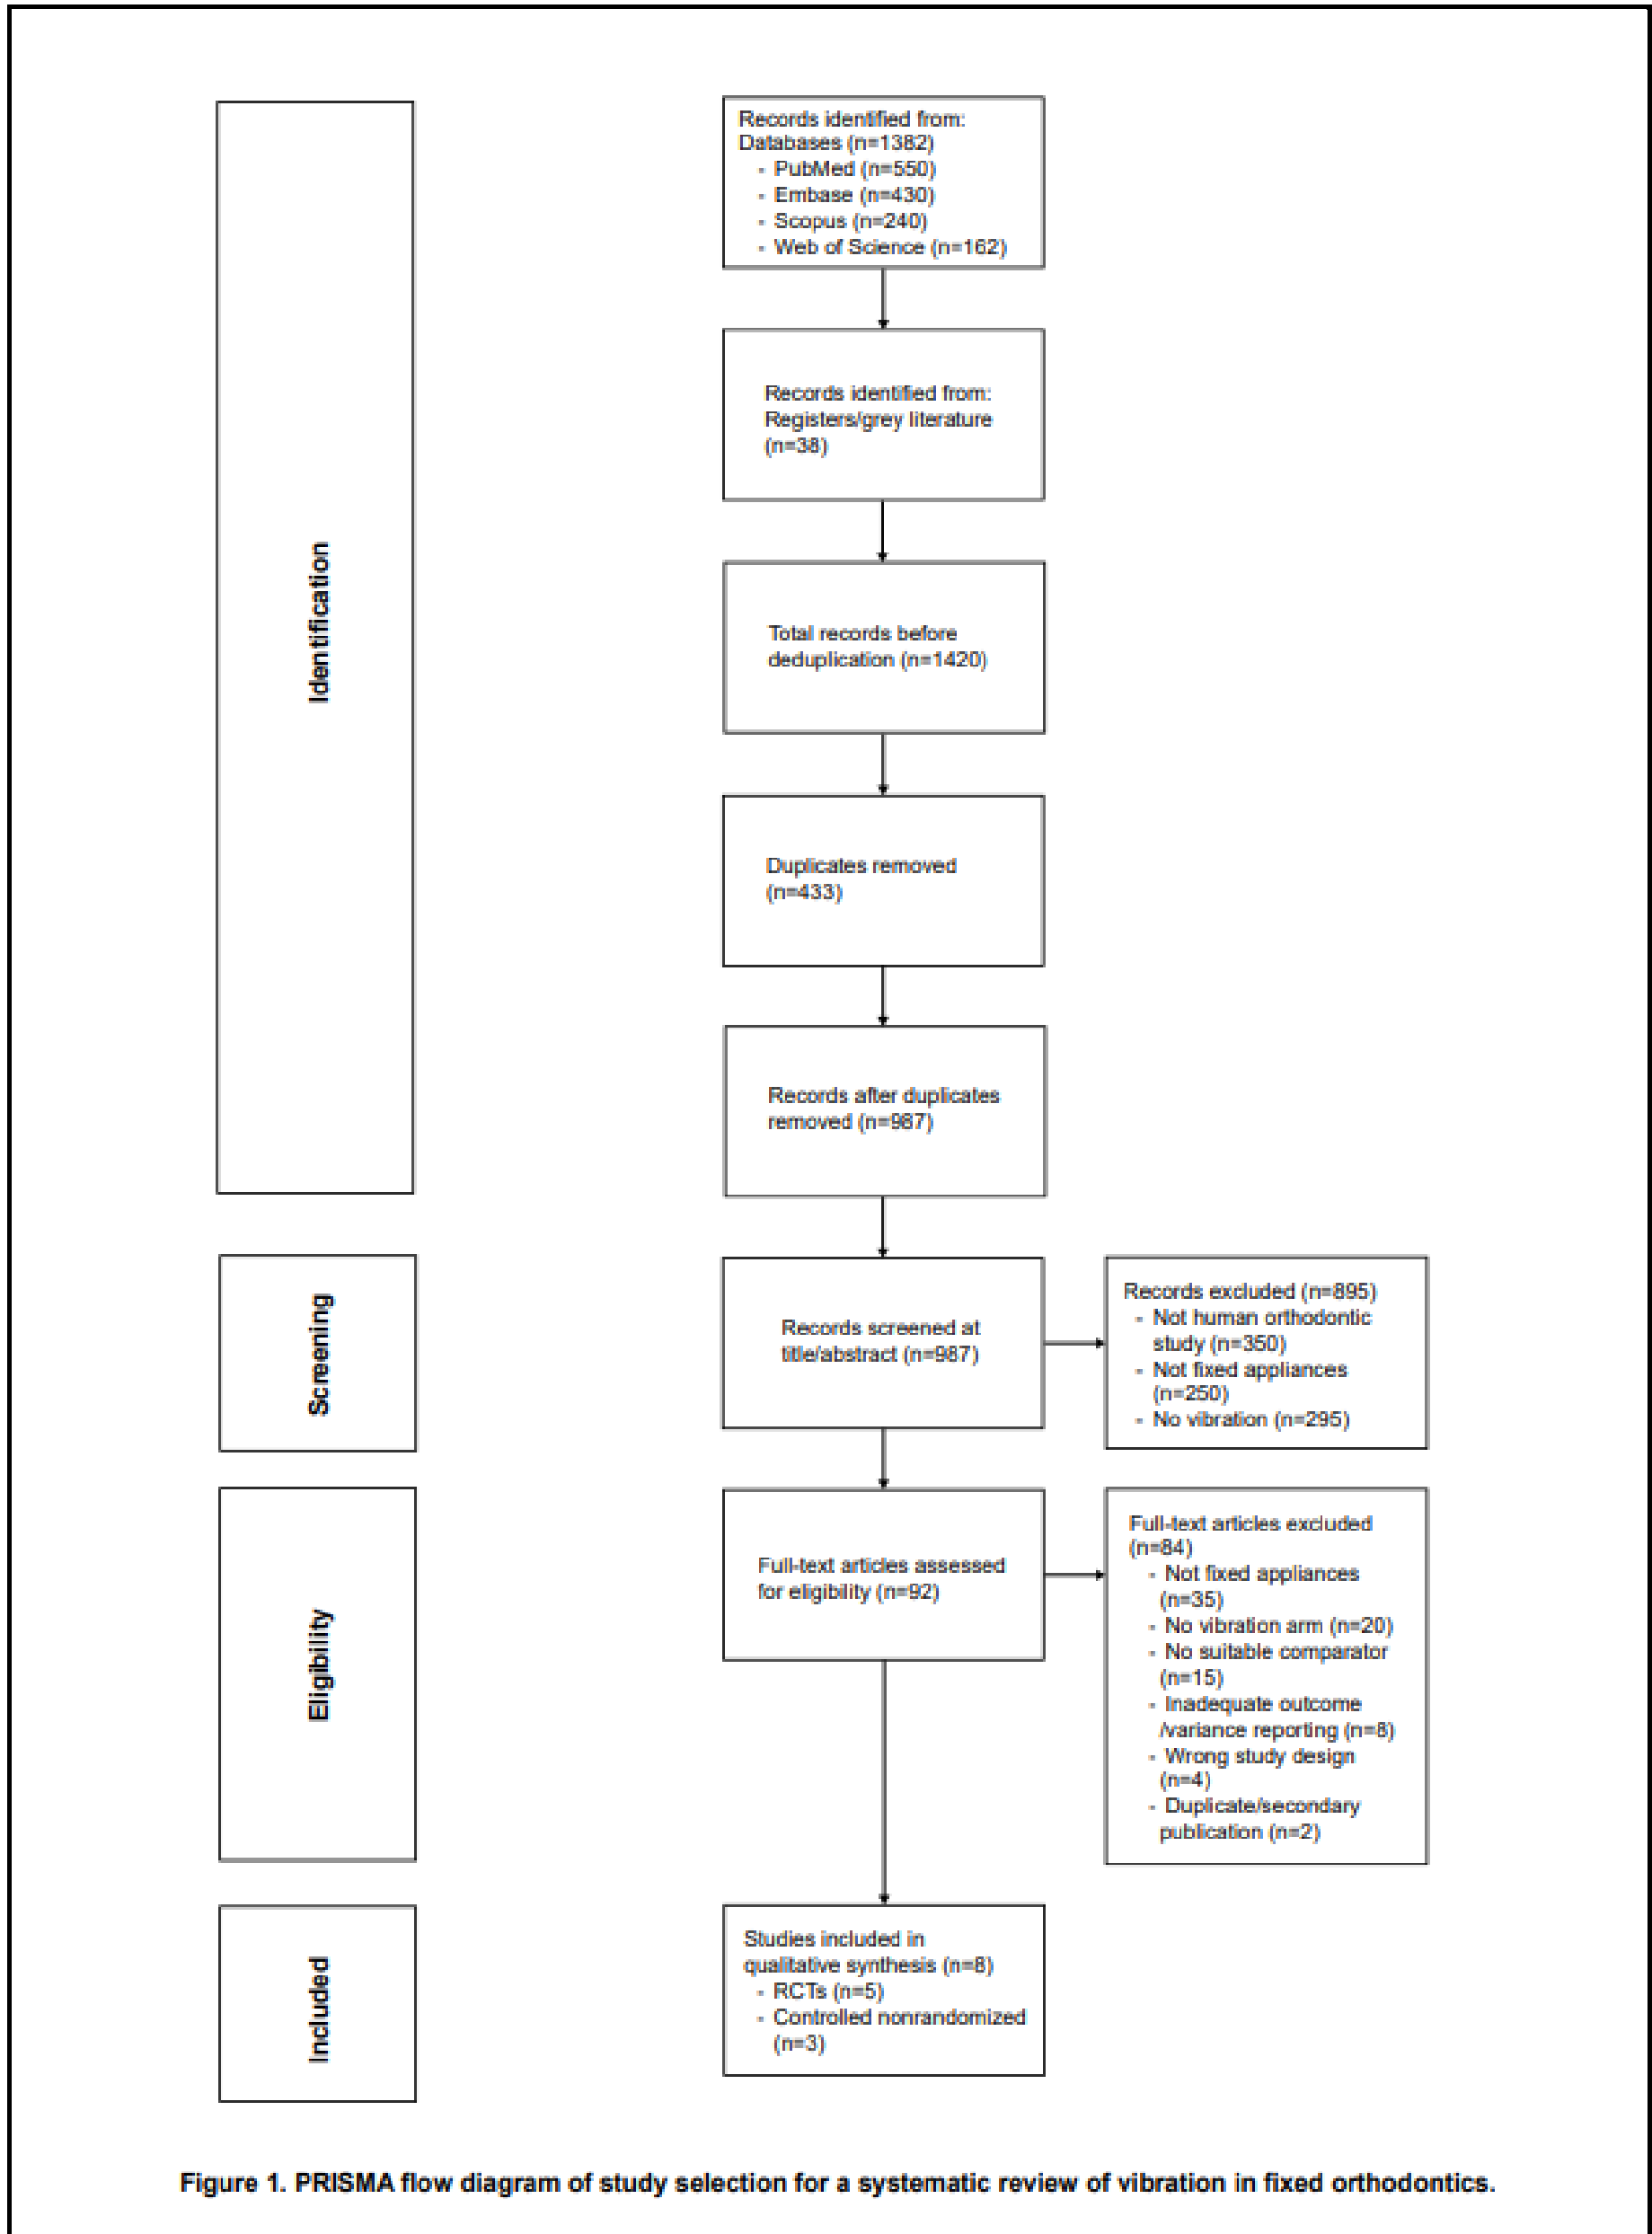 Records identified from:
Databases (n=1382)
- PubMed (n=550)
- Embase (n=430)
- Scopus (n=240)
- Web of Science (n=162)
Records identified from:
Registers/grey literature
(n=38)
Total records before
deduplication (n=1420)
Duplicates removed
(n=433)
Records after duplicates
removed (n=987)
Identification
Records screened at
title/abstract (n=987)
Records excluded (n=895)
- Not human orthodontic
study (n=350)
- Not fixed appliances
(n=250)
- No vibration (n=295)
Screening
Full-text articles assessed
for eligibility (n=92)
Full-text articles excluded
(n=84)
- Not fixed appliances
(n=35)
- No vibration arm (n=20)
- No suitable comparator
(n=15)
- Inadequate outcome
/variance reporting (n=8)
- Wrong study design
(n=4)
- Duplicate/secondary
publication (n=2)
Eligibility
Studies included in
qualitative synthesis (n=8)
- RCTs (n=5)
- Controlled nonrandomized
(n=3)
Included
Figure 1. PRISMA flow diagram of study selection for a systematic review of vibration in fixed orthodontics.